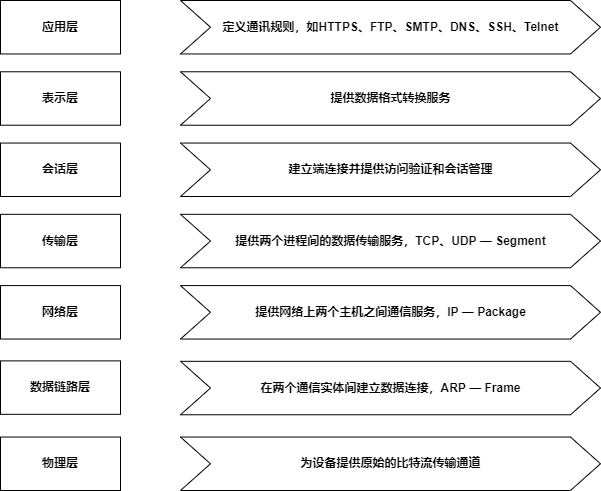 应用层
定义通讯规则，如HTTPS、FTP、SMTP、DNS、SSH、Telnet
表示层
提供数据格式转换服务
会话层
建立端连接并提供访问验证和会话管理
传输层
提供两个进程间的数据传输服务，TCP、UDP — Segment
网络层
提供网络上两个主机之间通信服务，IP — Package
数据链路层
在两个通信实体间建立数据连接，ARP — Frame
物理层
为设备提供原始的比特流传输通道